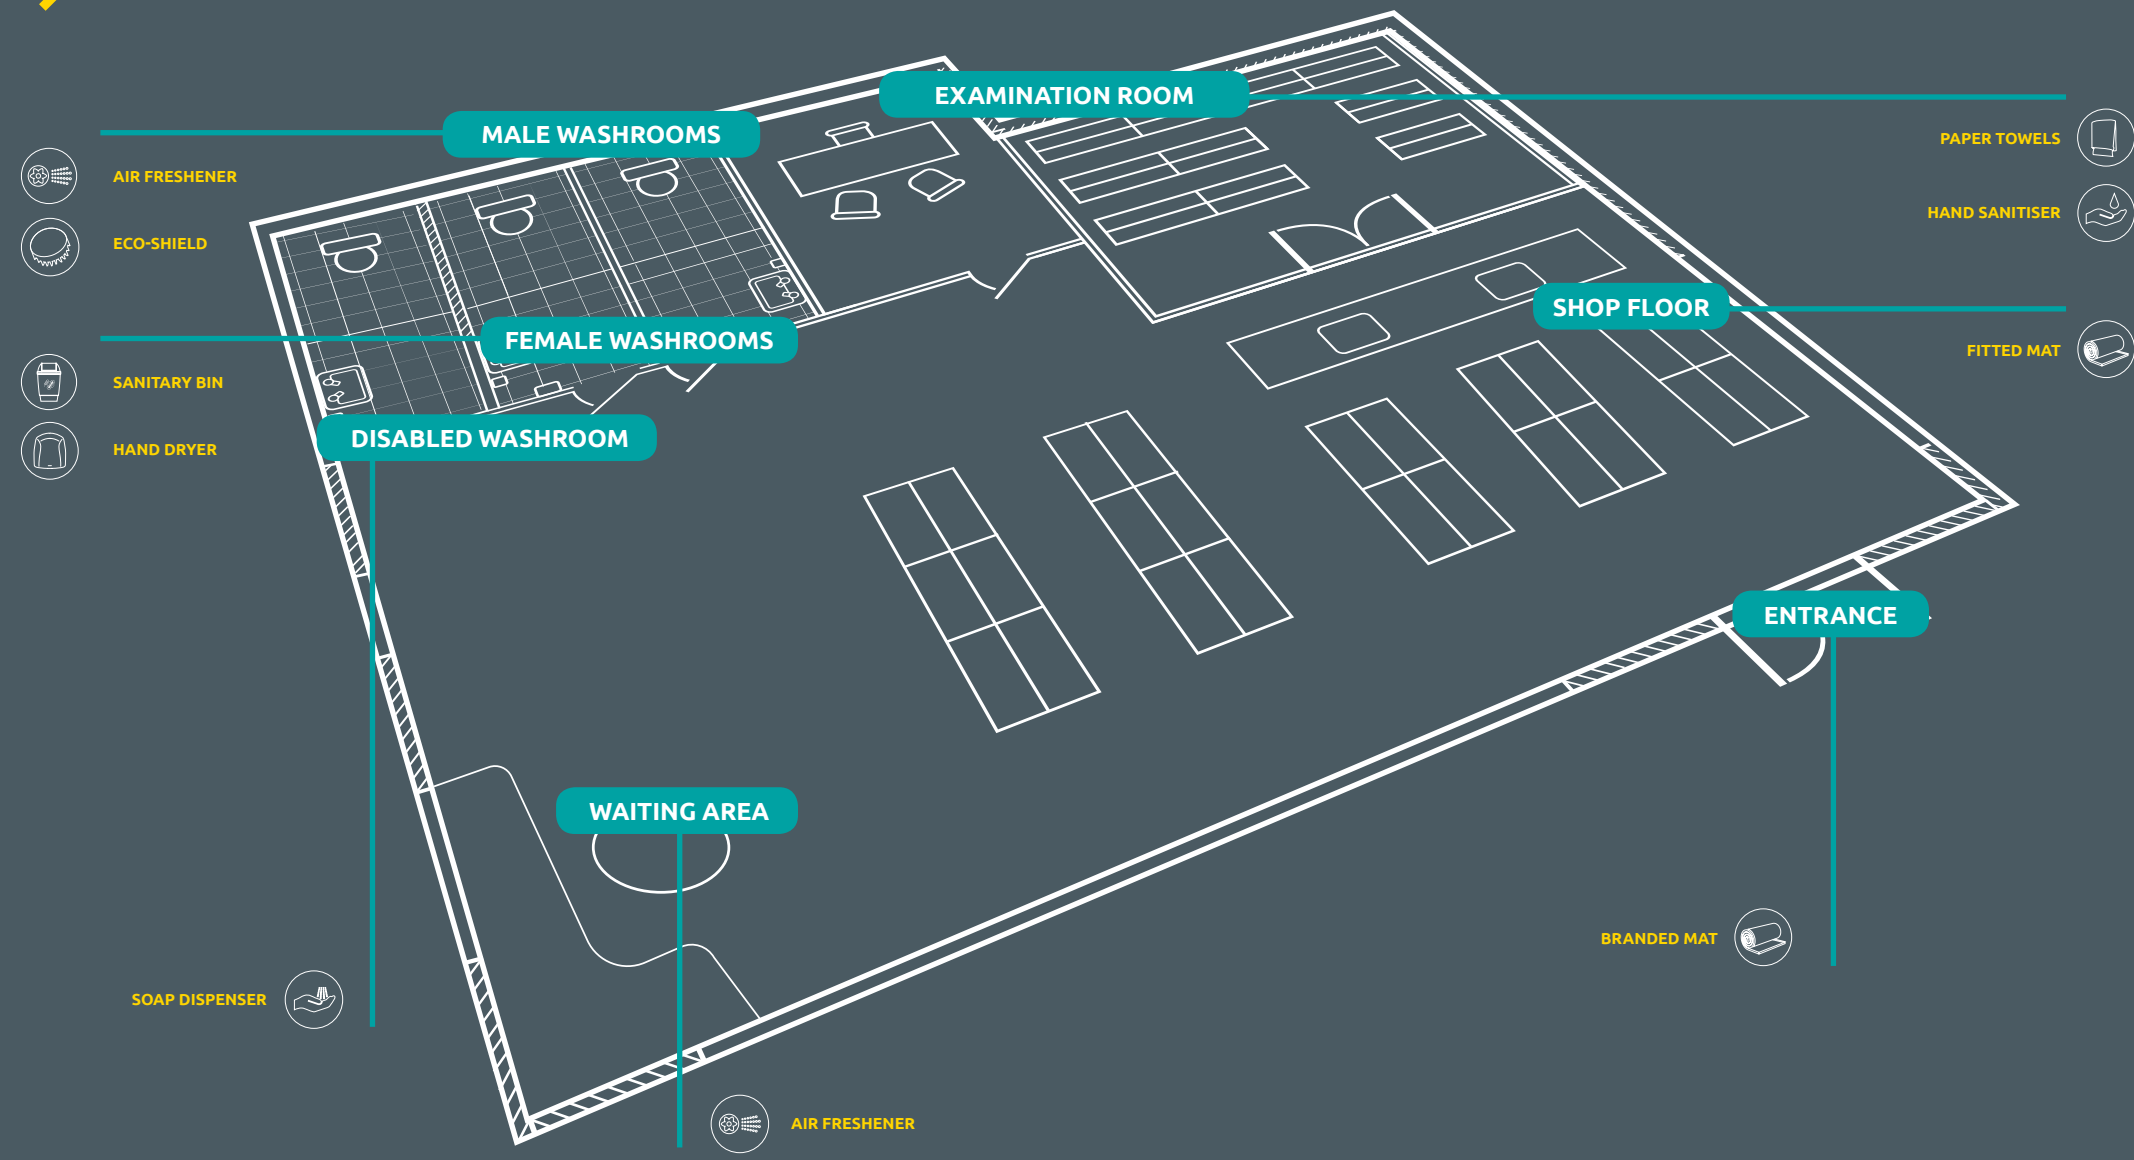 EXAMINATION ROOM
PAPER TOWELS
HAND SANITISER
MALE WASHROOMS
AIR FRESHENER
ECO-SHIELD
SHOP FLOOR
FITTED MAT
FEMALE WASHROOMS
SANITARY BIN
HAND DRYER
DISABLED WASHROOM
SOAP DISPENSER
ENTRANCE
BRANDED MAT
WAITING AREA
AIR FRESHENER